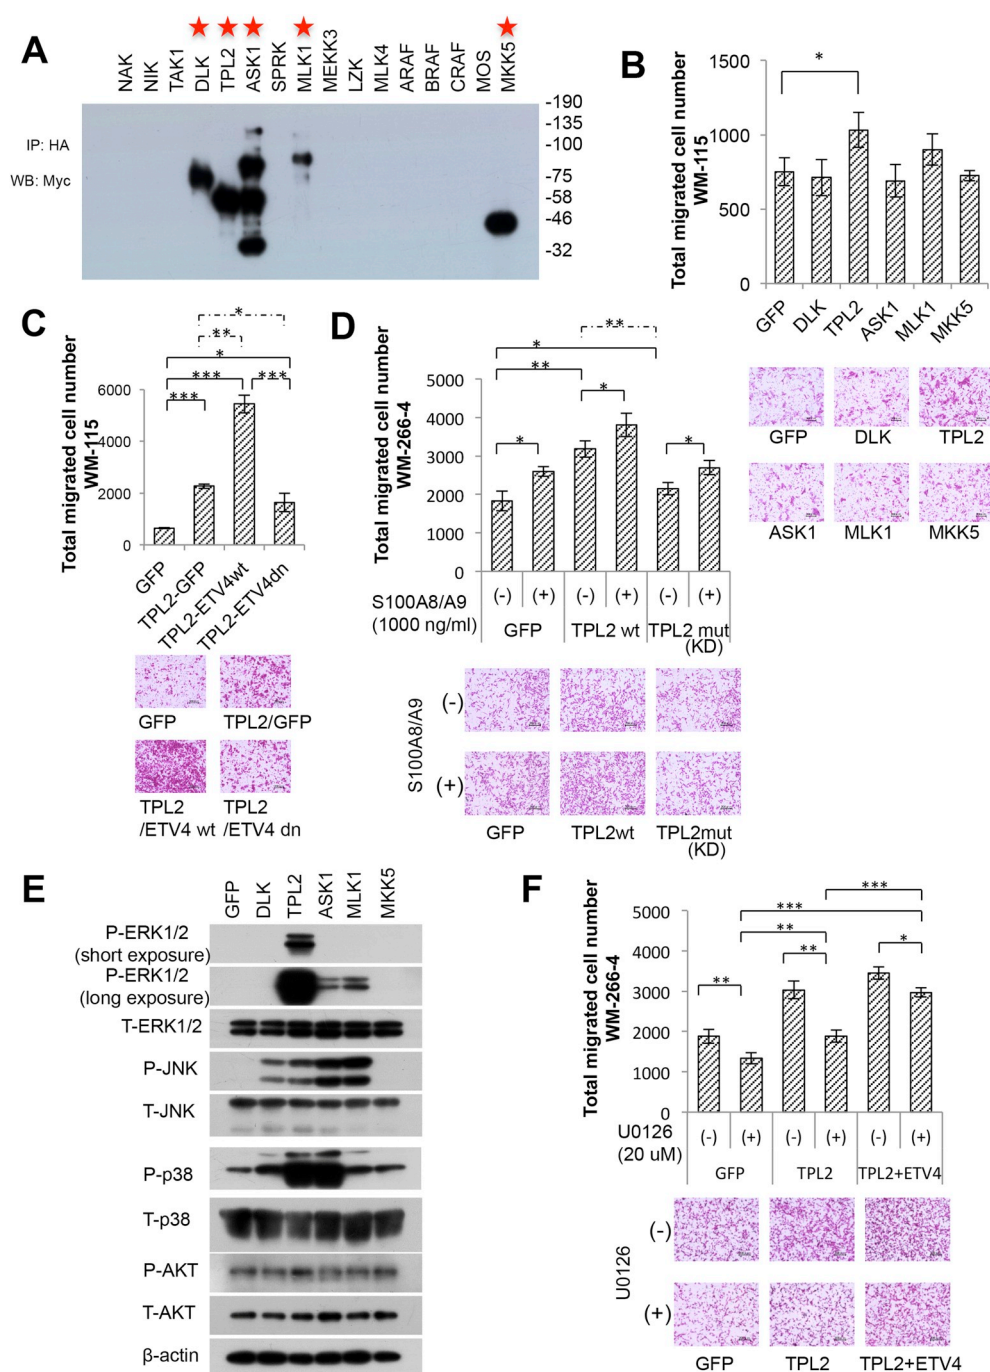 A
NAK
NIK
TAK1
DLK
TPL2
ASK1
SPRK
MLK1
MEKK3
LZK
MLK4
ARAF
BRAF
CRAF
MOS
MKK5
IP: HA
WB: Myc
-190
-135
-100
-75
-58
-46
-32
B
Total migrated cell number
WM-115
1500
1000
500
0
*
GFP
DLK
TPL2
ASK1
MLK1
MKK5
GFP DLK TPL2
ASK1 MLK1 MKK5
C
Total migrated cell number
WM-115
*
**
*
***
***
***
6000
4000
2000
0
GFP
TPL2-GFP
TPL2-ETV4wt
TPL2-ETV4dn
GFP TPL2/GFP
TPL2
/ETV4 wt
TPL2
/ETV4 dn
D
Total migrated cell number
WM-266-4
**
*
**
*
*
*
5000
4000
3000
2000
1000
0
S100A8/A9
(1000 ng/ml)
(-) (+) (-) (+) (-) (+)
GFP TPL2 wt TPL2 mut
(KD)
S100A8/A9
(-)
(+)
GFP TPL2wt TPL2mut
(KD)
E
GFP
DLK
TPL2
ASK1
MLK1
MKK5
P-ERK1/2
(short exposure)
P-ERK1/2
(long exposure)
T-ERK1/2
P-JNK
T-JNK
P-p38
T-p38
P-AKT
T-AKT
β-actin
F
Total migrated cell number
WM-266-4
***
***
**
**
**
*
5000
4000
3000
2000
1000
0
U0126
(20 uM)
(-) (+) (-) (+) (-) (+)
GFP TPL2 TPL2+ETV4
U0126
(-)
(+)
GFP TPL2 TPL2+ETV4